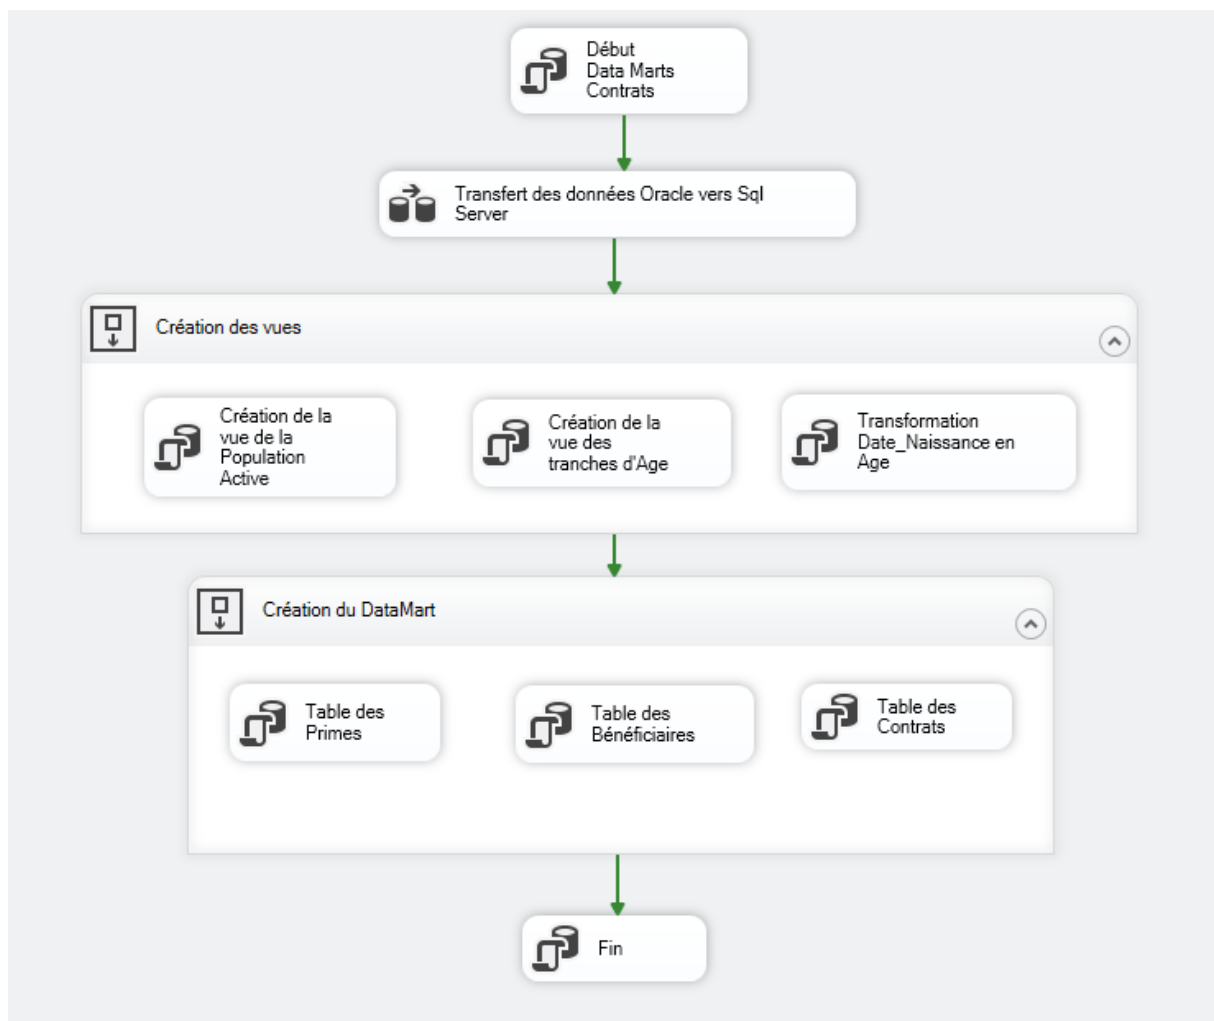 Début
Data Marts
Contrats
Transfert des données Oracle vers Sql
Server
Création des vues
Création de la
vue de la
Population
Active
Création de la
vue des
tranches d'Age
Transformation
Date_Naissance en
Age
Création du DataMart
Table des
Primes
Table des
Bénéficiaires
Table des
Contrats
Fin